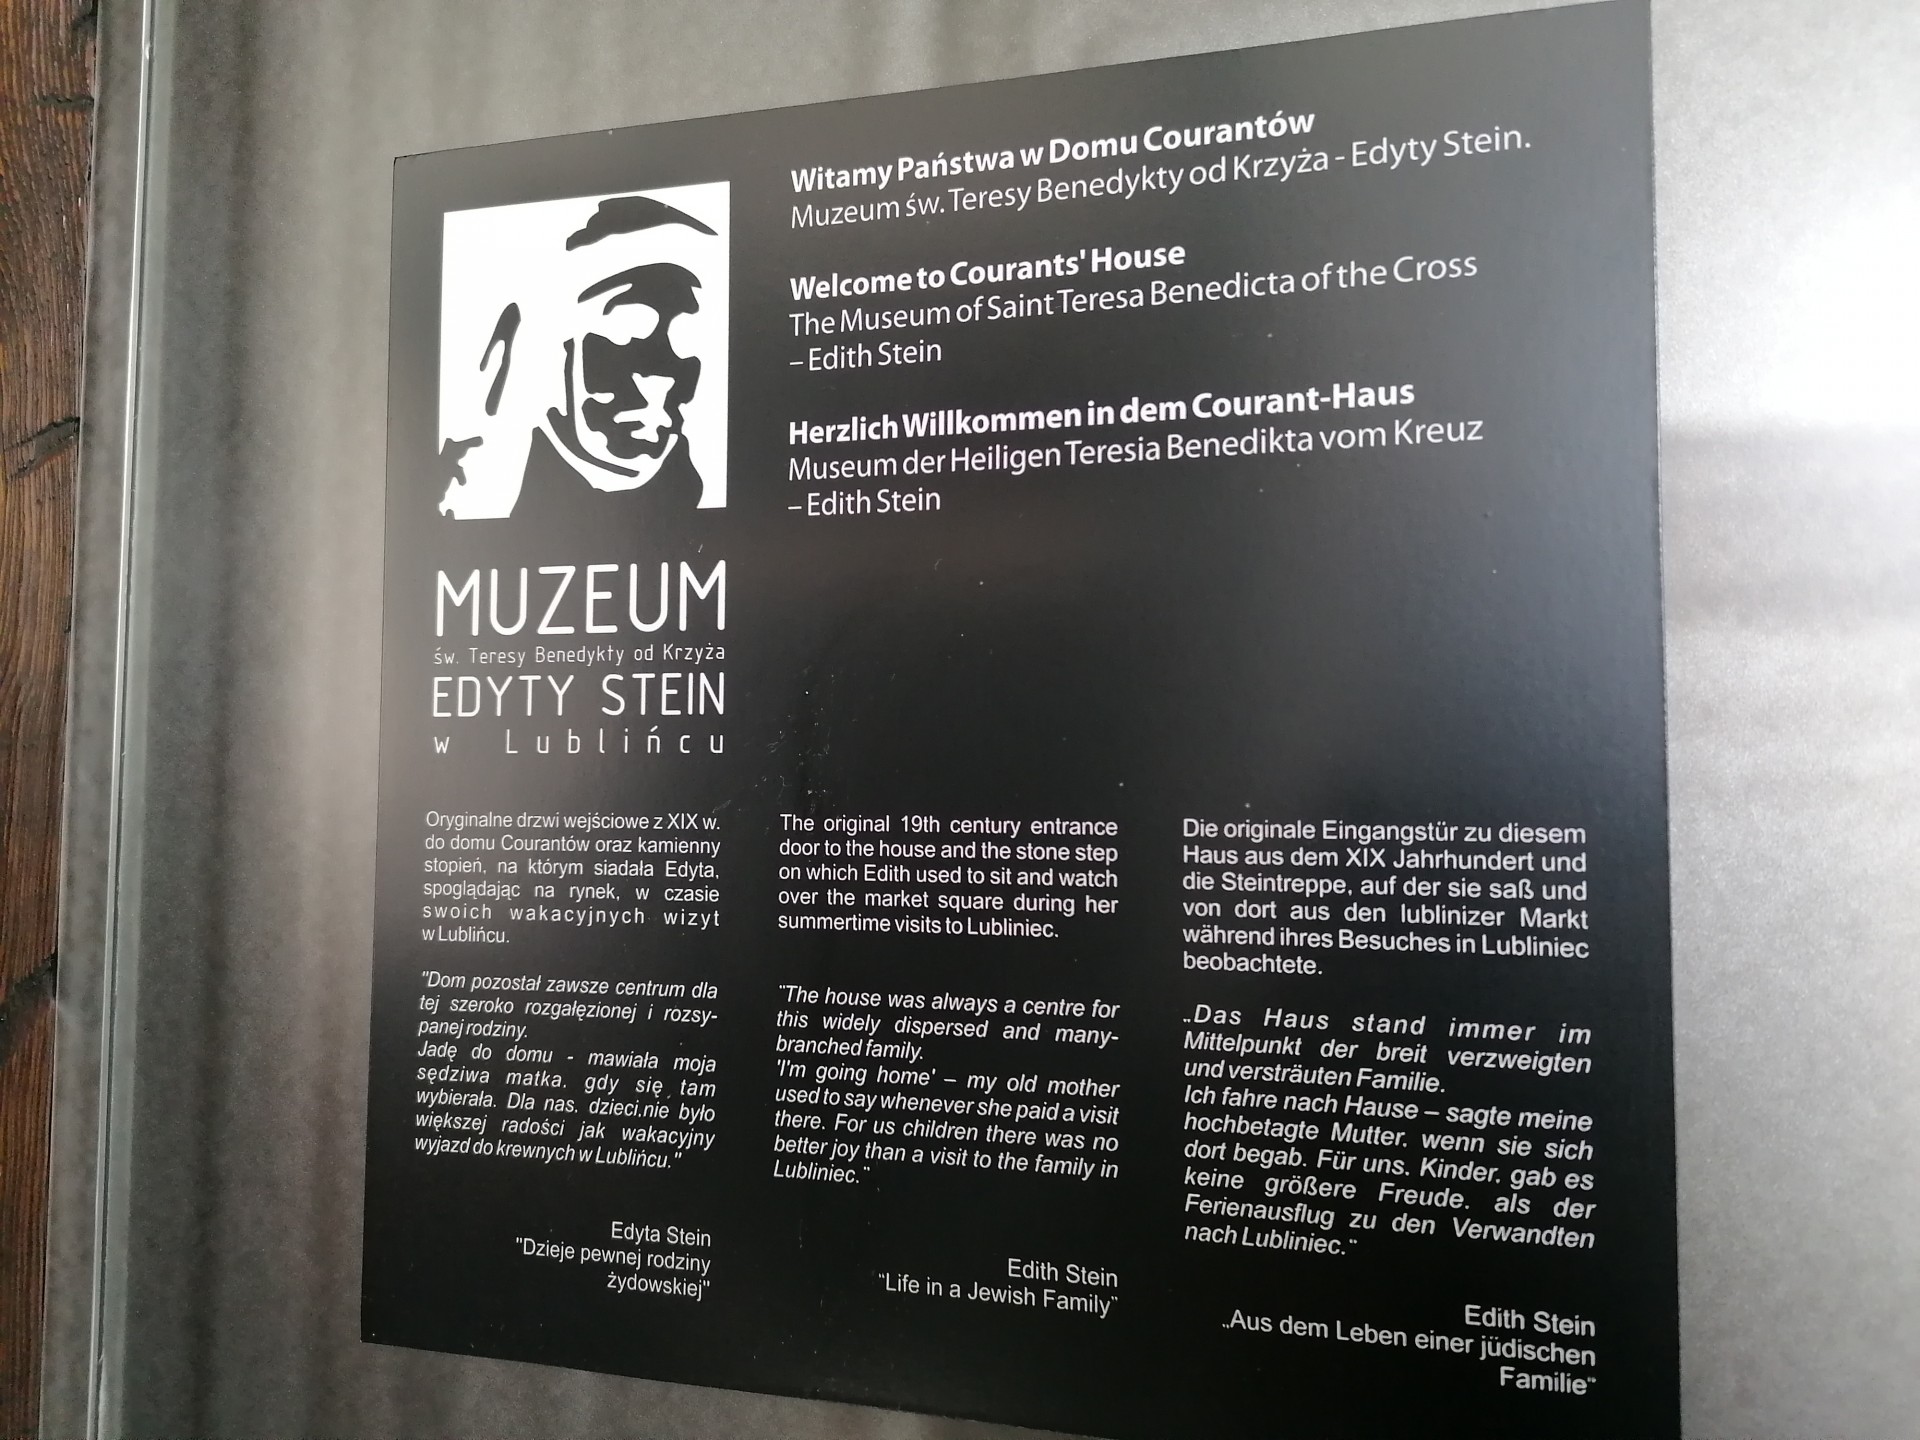 Witamy Państwa w Domu Courantów
Muzeum św. Teresy Benedykty od Krzyża - Edyty Stein.
Welcome to Courants' House
The Museum of Saint Teresa Benedicta of the Cross
– Edith Stein
Herzlich Willkommen in dem Courant-Haus
Museum der Heiligen Teresia Benedikta vom Kreuz
– Edith Stein
MUZEUM
św. Teresy Benedykty od Krzyża
EDYTY STEIN
w Lublińcu
Oryginalne drzwi wejściowe z XIX w.
do domu Courantów oraz kamienny
stopień, na którym siadała Edyta,
spoglądając na rynek, w czasie
swoich wakacyjnych wizyt
w Lublińcu.
"Dom pozostał zawsze centrum dla
tej szeroko rozgałęzionej i rozsy-
panej rodziny.
Jadę do domu - mawiała moja
sędziwa matka. gdy się tam
wybierała. Dla nas. dzieci.nie było
większej radości jak wakacyjny
wyjazd do krewnych w Lublińcu."
Edyta Stein
"Dzieje pewnej rodziny
żydowskiej"
The original 19th century entrance
door to the house and the stone step
on which Edith used to sit and watch
over the market square during her
summertime visits to Lubliniec.
"The house was always a centre for
this widely dispersed and many-
branched family.
'I'm going home' – my old mother
used to say whenever she paid a visit
there. For us children there was no
better joy than a visit to the family in
Lubliniec."
Edith Stein
"Life in a Jewish Family"
Die originale Eingangstür zu diesem
Haus aus dem XIX Jahrhundert und
die Steintreppe, auf der sie saß und
von dort aus den lublinizer Markt
während ihres Besuches in Lubliniec
beobachtete.
„Das Haus stand immer im
Mittelpunkt der breit verzweigten
und versträuten Familie.
Ich fahre nach Hause – sagte meine
hochbetagte Mutter. wenn sie sich
dort begab. Für uns. Kinder. gab es
keine größere Freude. als der
Ferienausflug zu den Verwandten
nach Lubliniec."
Edith Stein
„Aus dem Leben einer jüdischen
Familie"